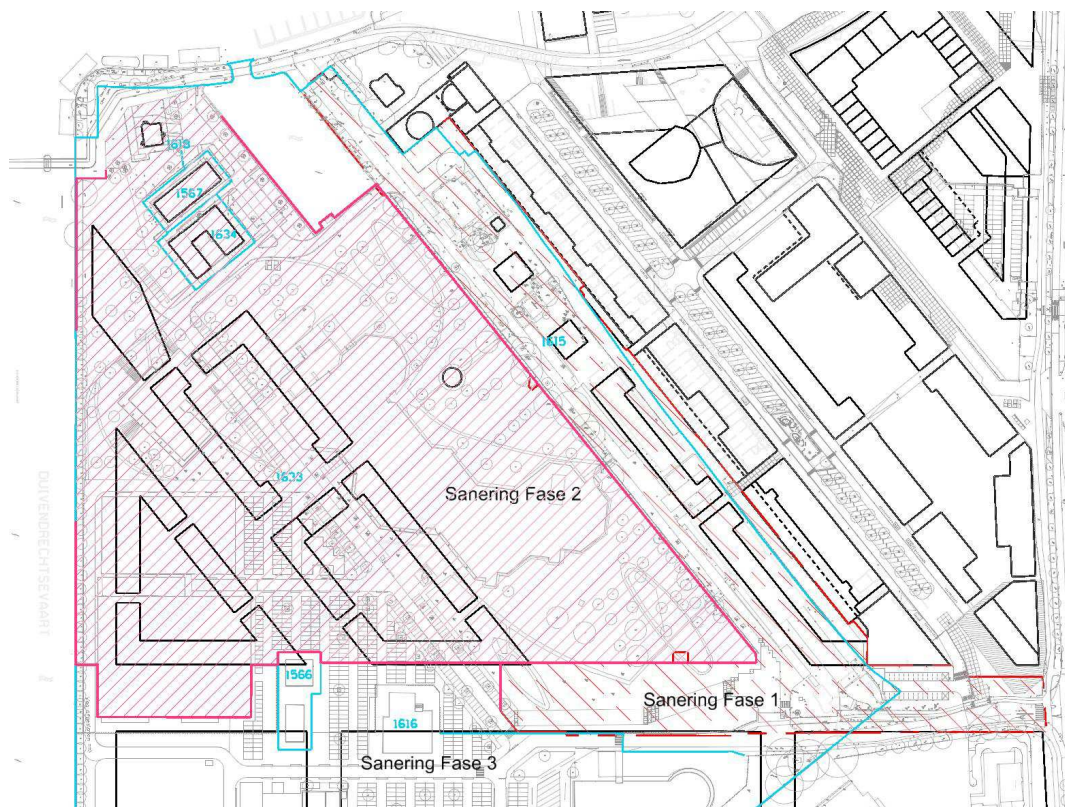 1613
1567
1634
1615
1633
Sanering Fase 2
DUIVENDRECHTSEVAART
1566
Sanering Fase 1
1616
Sanering Fase 3